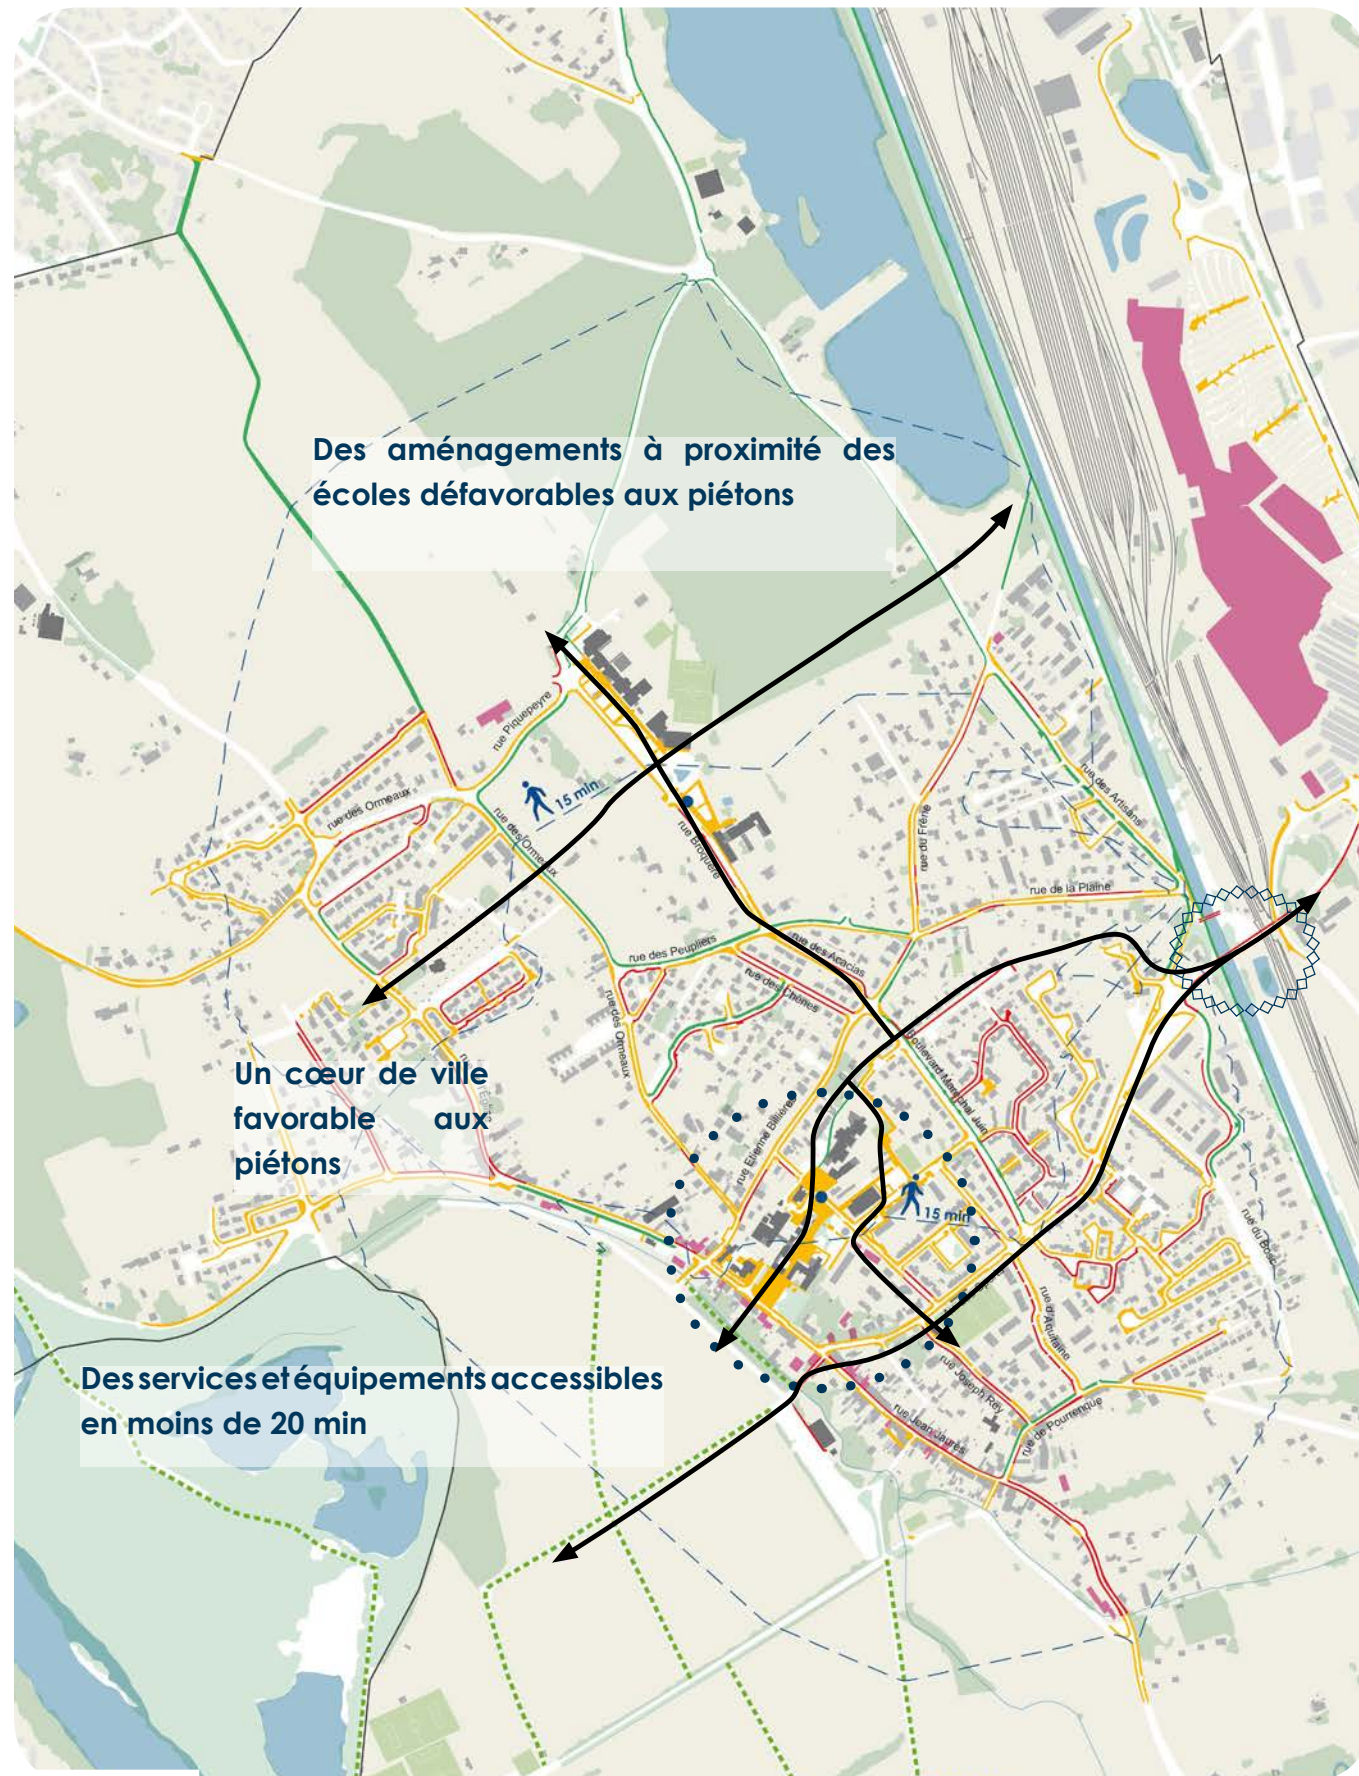 Des aménagements à proximité des
écoles défavorables aux piétons
rue Piquepeyre
rue des Ormeaux
15 min
rue des Ormeaux
rue Broquère
rue du Frêne
rue des Artisans
rue de la Plaine
rue des Peupliers
rue des Acacias
rue des Chênes
rue des Ormeaux
Boulevard Maréchal Juin
Un cœur de ville
favorable aux
piétons
rue Etienne Billières
15 min
rue du Bosc
rue d'Aquitaine
Des services et équipements accessibles
en moins de 20 min
rue Joseph Rey
rue Jean Jaurès
rue de Pourrenque